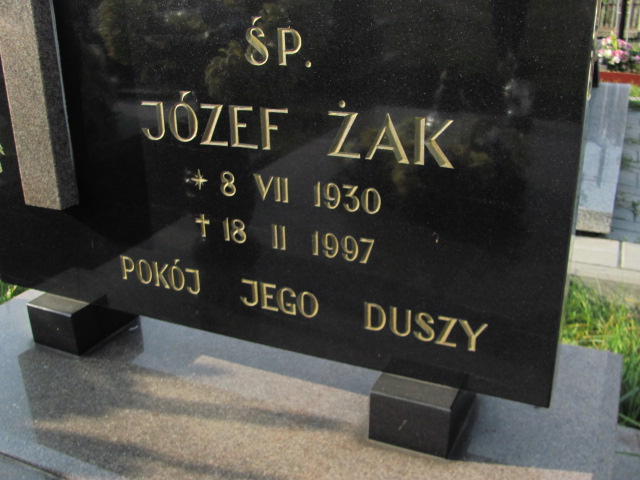 ŚP.
JÓZEF ŻAK
* 8 VII 1930
† 18 II 1997
POKÓJ JEGO DUSZY